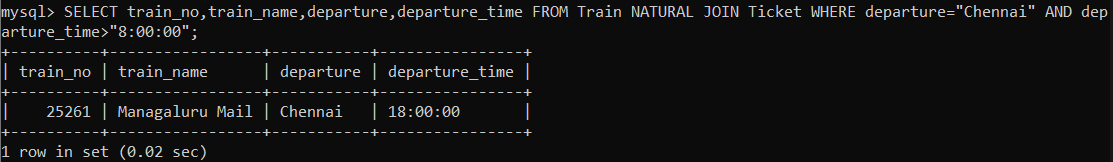 mysql> SELECT train_no,train_name,departure,departure_time FROM Train NATURAL JOIN Ticket WHERE departure="Chennai" AND dep
arture_time>"8:00:00";
+----------+----------------+-----------+----------------+
| train_no | train_name     | departure | departure_time |
+----------+----------------+-----------+----------------+
|    25261 | Managaluru Mail | Chennai   | 18:00:00       |
+----------+----------------+-----------+----------------+
1 row in set (0.02 sec)